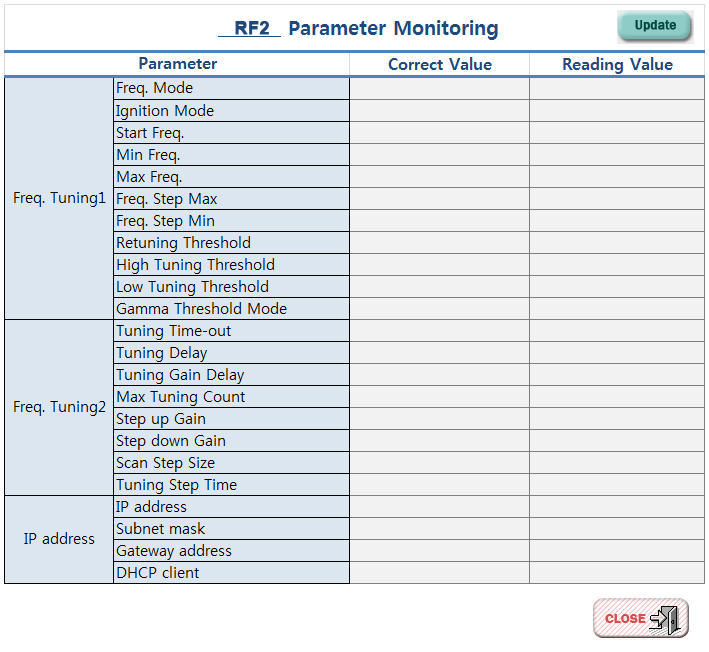 RF2 Parameter Monitoring
Update
Parameter
Correct Value
Reading Value
Freq. Tuning1
Freq. Mode
Ignition Mode
Start Freq.
Min Freq.
Max Freq.
Freq. Step Max
Freq. Step Min
Retuning Threshold
High Tuning Threshold
Low Tuning Threshold
Gamma Threshold Mode
Freq. Tuning2
Tuning Time-out
Tuning Delay
Tuning Gain Delay
Max Tuning Count
Step up Gain
Step down Gain
Scan Step Size
Tuning Step Time
IP address
IP address
Subnet mask
Gateway address
DHCP client
CLOSE